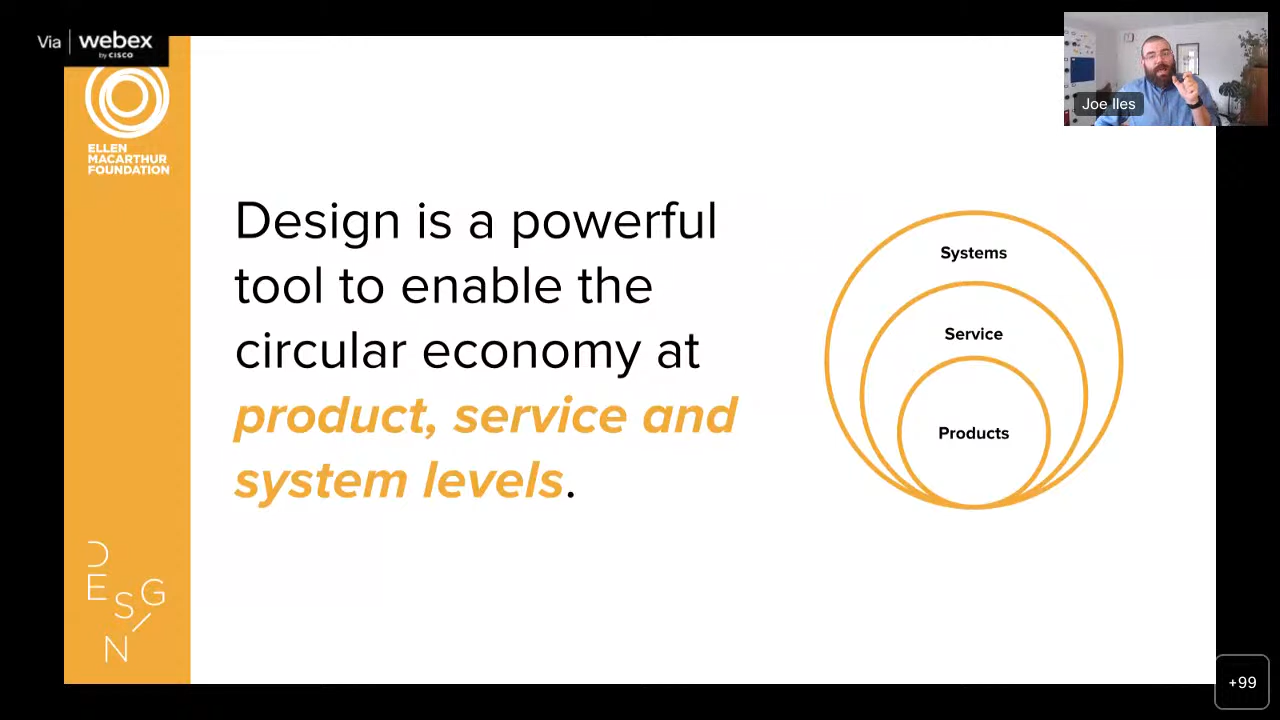 Via webex
by CISCO
ELLEN
MACARTHUR
FOUNDATION
Joe Iles
Design is a powerful
tool to enable the
circular economy at
product, service and
system levels.
Systems
Service
Products
D
E S G
I
N
+99